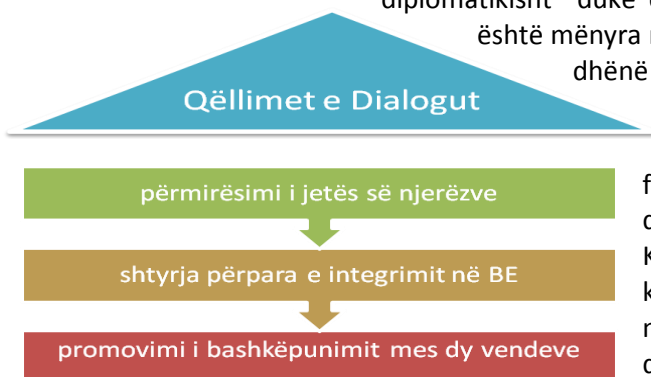 diplomatikisht duke
është mënyra
dhënë
Qëllimet e Dialogut
përmirësimi i jetës së njerëzve
shtyrja përpara e integrimit në BE
promovimi i bashkëpunimit mes dy vendeve